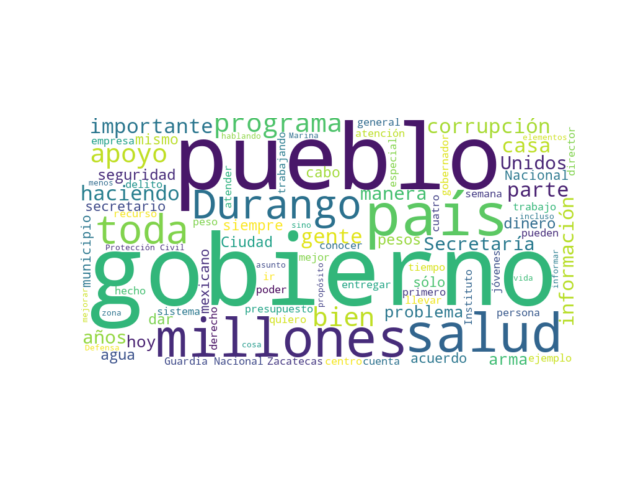 pueblo
gobierno
país
millones
salud
Durango
toda
importante
programa
general
Marina
hablando
trabajando
atención
corrupción
elementos
director
empresa
mismo
apoyo
cabo
especial
gobernador
casa
seguridad
Unidos
Nacional
haciendo
manera
parte
menos
delito
atender
semana
trabajo
secretario
recurso
peso
siempre
sino
gente
pesos
cuatro
dinero
incluso
pueden
municipio
Protección Civil
Ciudad
conocer
Secretaría
información
mejorar
mexicano
asunto
mejor
bien
tiempo
problema
Instituto
jóvenes
vida
informar
hecho
ir
poder
propósito
entregar
sólo
primero
llevar
persona
zona
sistema
derecho
presupuesto
dar
quiero
años
hoy
cosa
acuerdo
arma
ejemplo
Defensa
agua
Guardia Nacional
Zacatecas
centro
cuenta